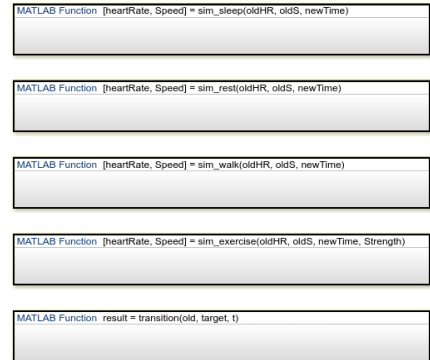 MATLAB Function [heartRate, Speed] = sim_sleep(oldHR, oldS, newTime)
MATLAB Function [heartRate, Speed] = sim_rest(oldHR, oldS, newTime)
MATLAB Function [heartRate, Speed] = sim_walk(oldHR, oldS, newTime)
MATLAB Function [heartRate, Speed] = sim_exercise(oldHR, oldS, newTime, Strength)
MATLAB Function result = transition(old, target, t)